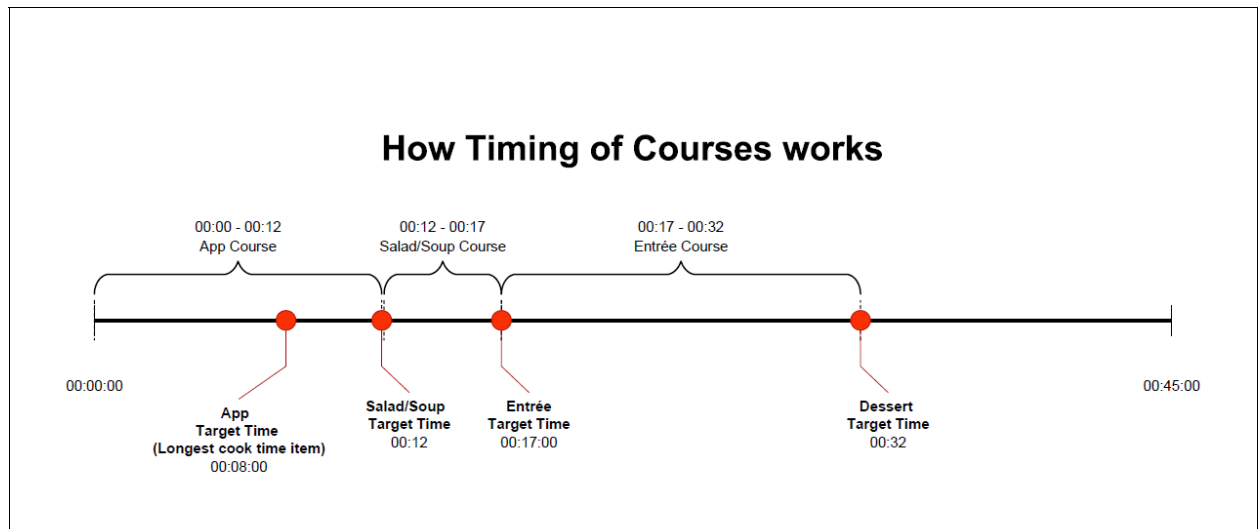 How Timing of Courses works
00:00 - 00:12
App Course
00:12 - 00:17
Salad/Soup Course
00:17 - 00:32
Entrée Course
00:00:00
00:45:00
App
Target Time
(Longest cook time item)
00:08:00
Salad/Soup
Target Time
00:12
Entrée
Target Time
00:17:00
Dessert
Target Time
00:32